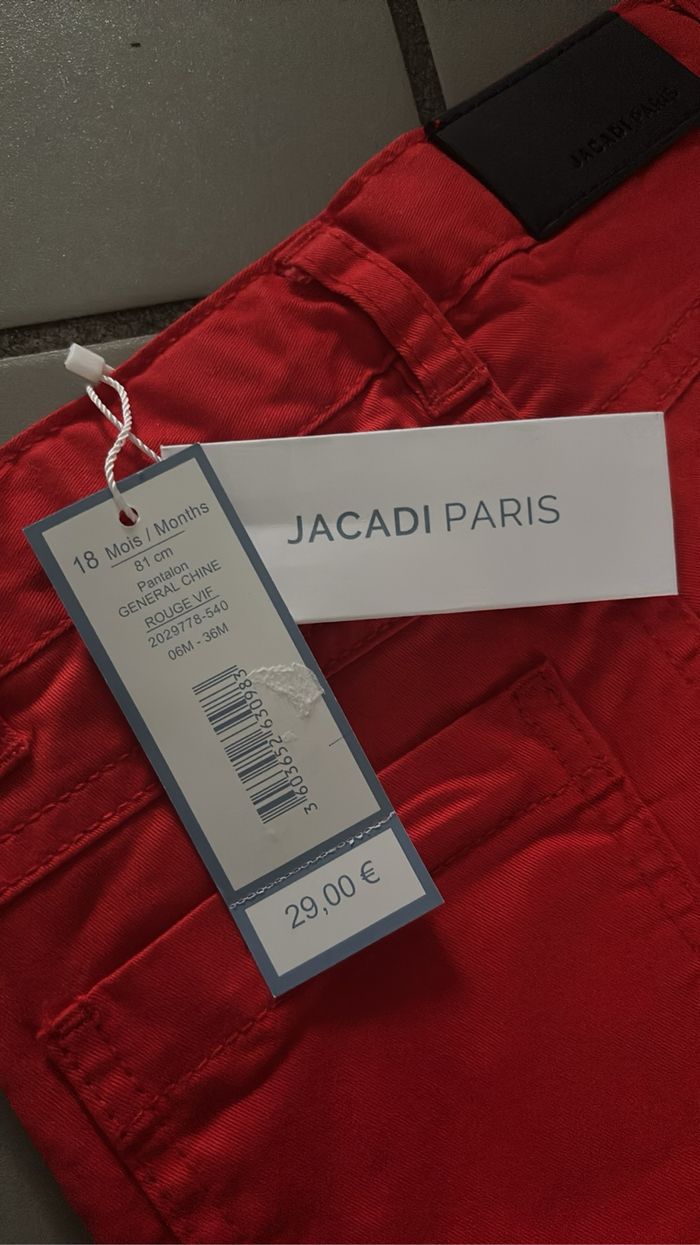 JACADI PARIS
JACADI PARIS
18 Mois / Months
81 cm
Pantalon
GENERAL CHINE
ROUGE VIF
2029778-540
06M - 36M
3603652630983
29,00 €